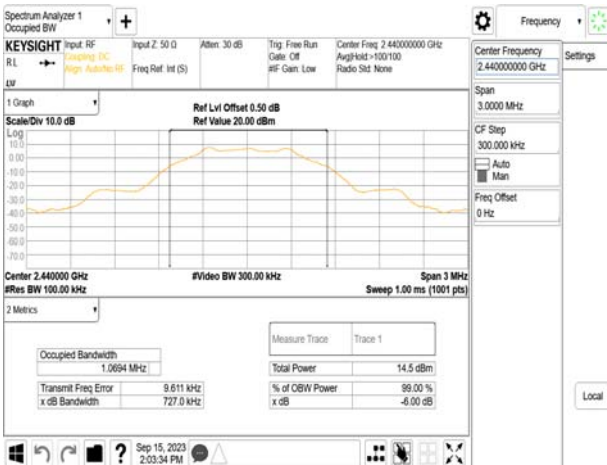 Spectrum Analyzer 1
Occupied BW
Frequency
KEYSIGHT
RL
Input: RF
Coupling: DC
Align: Auto/No RF
Input Z: 50 Ω
Freq Ref: Int (S)
Atten: 30 dB
Trig: Free Run
Gate: Off
#IF Gain: Low
Center Freq: 2.440000000 GHz
Avg|Hold:>100/100
Radio Std: None
Center Frequency
2.440000000 GHz
Settings
Span
3.0000 MHz
CF Step
300.000 kHz
Auto
Man
Freq Offset
0 Hz
Local
1 Graph
Scale/Div 10.0 dB
Ref Lvl Offset 0.50 dB
Ref Value 20.00 dBm
Log
10.0
0.00
-10.0
-20.0
-30.0
-40.0
-50.0
-60.0
-70.0
Center 2.440000 GHz
#Res BW 100.00 kHz
#Video BW 300.00 kHz
Span 3 MHz
Sweep 1.00 ms (1001 pts)
2 Metrics
Measure Trace
Trace 1
Occupied Bandwidth
1.0694 MHz
Total Power
14.5 dBm
Transmit Freq Error
9.611 kHz
% of OBW Power
99.00 %
x dB Bandwidth
727.0 kHz
x dB
-6.00 dB
?
Sep 15, 2023
2:03:34 PM